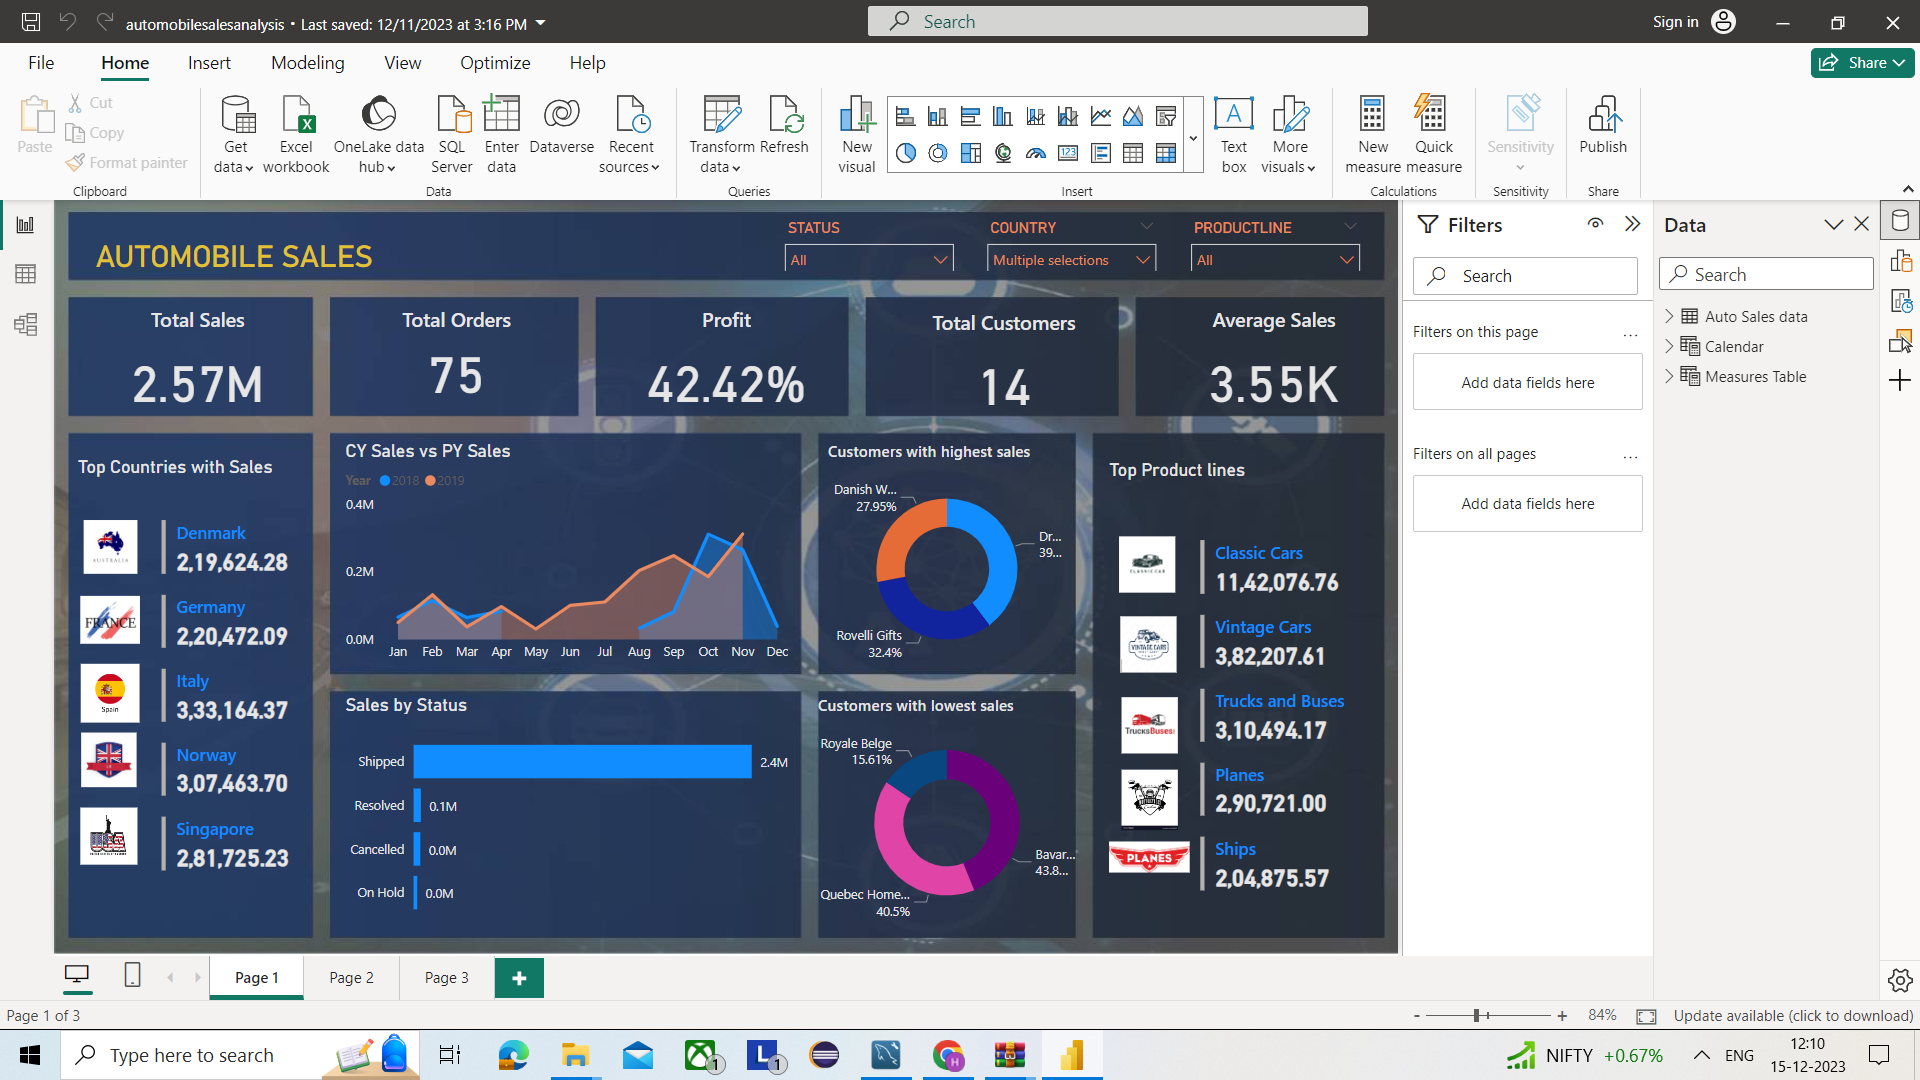 automobilesalesanalysis • Last saved: 12/11/2023 at 3:16 PM
Search
Sign in
File Home Insert Modeling View Optimize Help
Share
Paste
Cut
Copy
Format painter
Clipboard
Get data
Excel workbook
OneLake data hub
SQL Server
Enter data
Dataverse
Recent sources
Data
Transform data
Refresh
Queries
New visual
123
A
Text box
More visuals
Insert
New measure
Quick measure
Calculations
Sensitivity
Sensitivity
Publish
Share
AUTOMOBILE SALES
STATUS
All
COUNTRY
Multiple selections
PRODUCTLINE
All
Total Sales
2.57M
Total Orders
75
Profit
42.42%
Total Customers
14
Average Sales
3.55K
Top Countries with Sales
AUSTRALIA
Denmark
2,19,624.28
FRANCE
Germany
2,20,472.09
Spain
Italy
3,33,164.37
Norway
3,07,463.70
USA
Singapore
2,81,725.23
CY Sales vs PY Sales
Year 2018 2019
0.4M
0.2M
0.0M
Jan Feb Mar Apr May Jun Jul Aug Sep Oct Nov Dec
Sales by Status
Shipped 2.4M
Resolved 0.1M
Cancelled 0.0M
On Hold 0.0M
Customers with highest sales
Danish W...
27.95%
Dr...
39...
Rovelli Gifts
32.4%
Customers with lowest sales
Royale Belge
15.61%
Bavar...
43.8...
Quebec Home...
40.5%
Top Product lines
CLASSIC CAR
Classic Cars
11,42,076.76
VINTAGE CARS
Vintage Cars
3,82,207.61
TrucksBuses
Trucks and Buses
3,10,494.17
Planes
2,90,721.00
PLANES
Ships
2,04,875.57
Filters
Search
Filters on this page
...
Add data fields here
Filters on all pages
...
Add data fields here
Data
Search
Auto Sales data
Calendar
Measures Table
Page 1
Page 2
Page 3
+
Page 1 of 3
- + 84%
Update available (click to download)
Type here to search
1
L
1
H
NIFTY +0.67%
ENG
12:10
15-12-2023